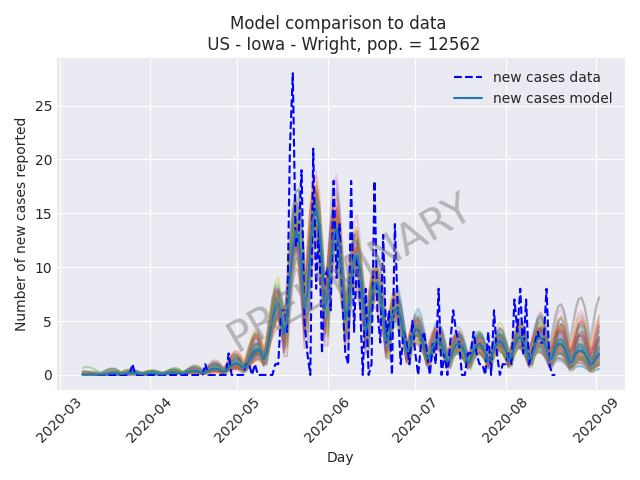 Model comparison to data
US - Iowa - Wright, pop. = 12562
new cases data
new cases model
PRELIMINARY
Number of new cases reported
25
20
15
10
5
0
2020-03
2020-04
2020-05
2020-06
2020-07
2020-08
2020-09
Day